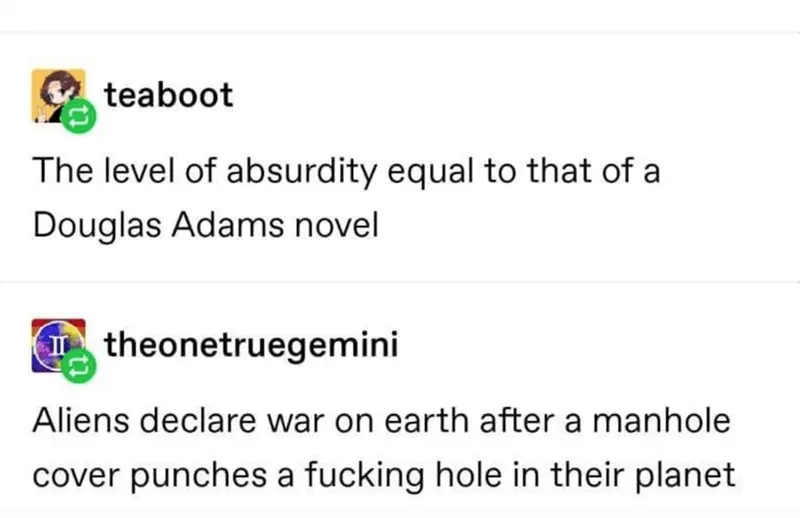 teaboot
The level of absurdity equal to that of a
Douglas Adams novel
II
theonetruegemini
Aliens declare war on earth after a manhole
cover punches a fucking hole in their planet